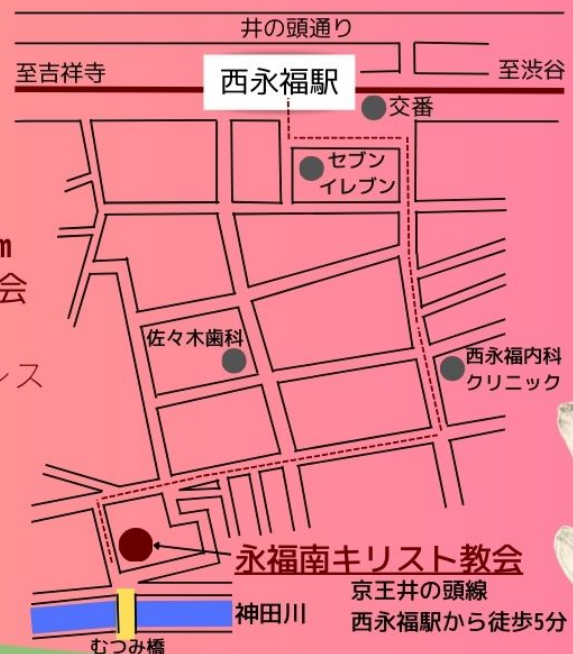 井の頭通り
至吉祥寺
西永福駅
至渋谷
交番
セブン
イレブン
m
会
佐々木歯科
レス
西永福内科
クリニック
永福南キリスト教会
京王井の頭線
神田川
西永福駅から徒歩5分
むつみ橋